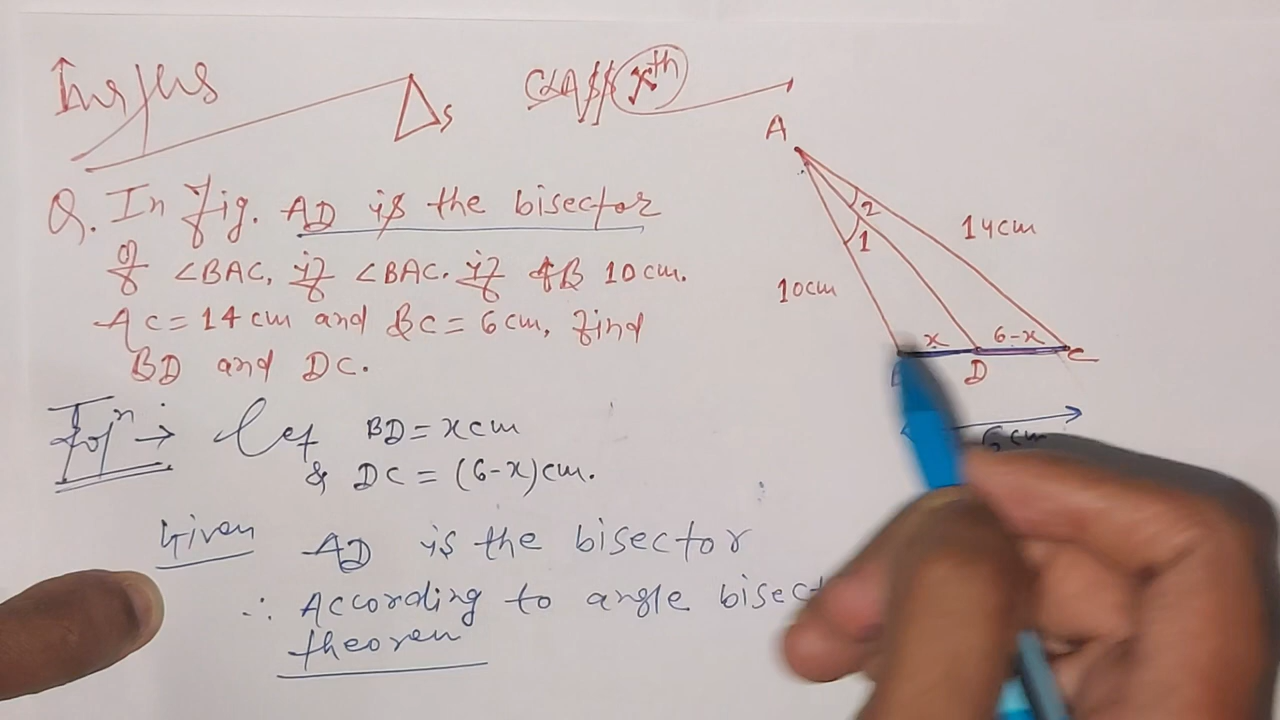 CLASS Xth
Δs
Q. In fig. AD is the bisector
of ∠BAC, if ∠BAC. if AB 10cm.
AC = 14 cm and BC = 6 cm, find
BD and DC.
Solⁿ → Let BD = x cm
& DC = (6-x) cm.
Given AD is the bisector
∴ According to angle bisect
theorem
A
2
1
14cm
10cm
x
6-x
D
C
6cm